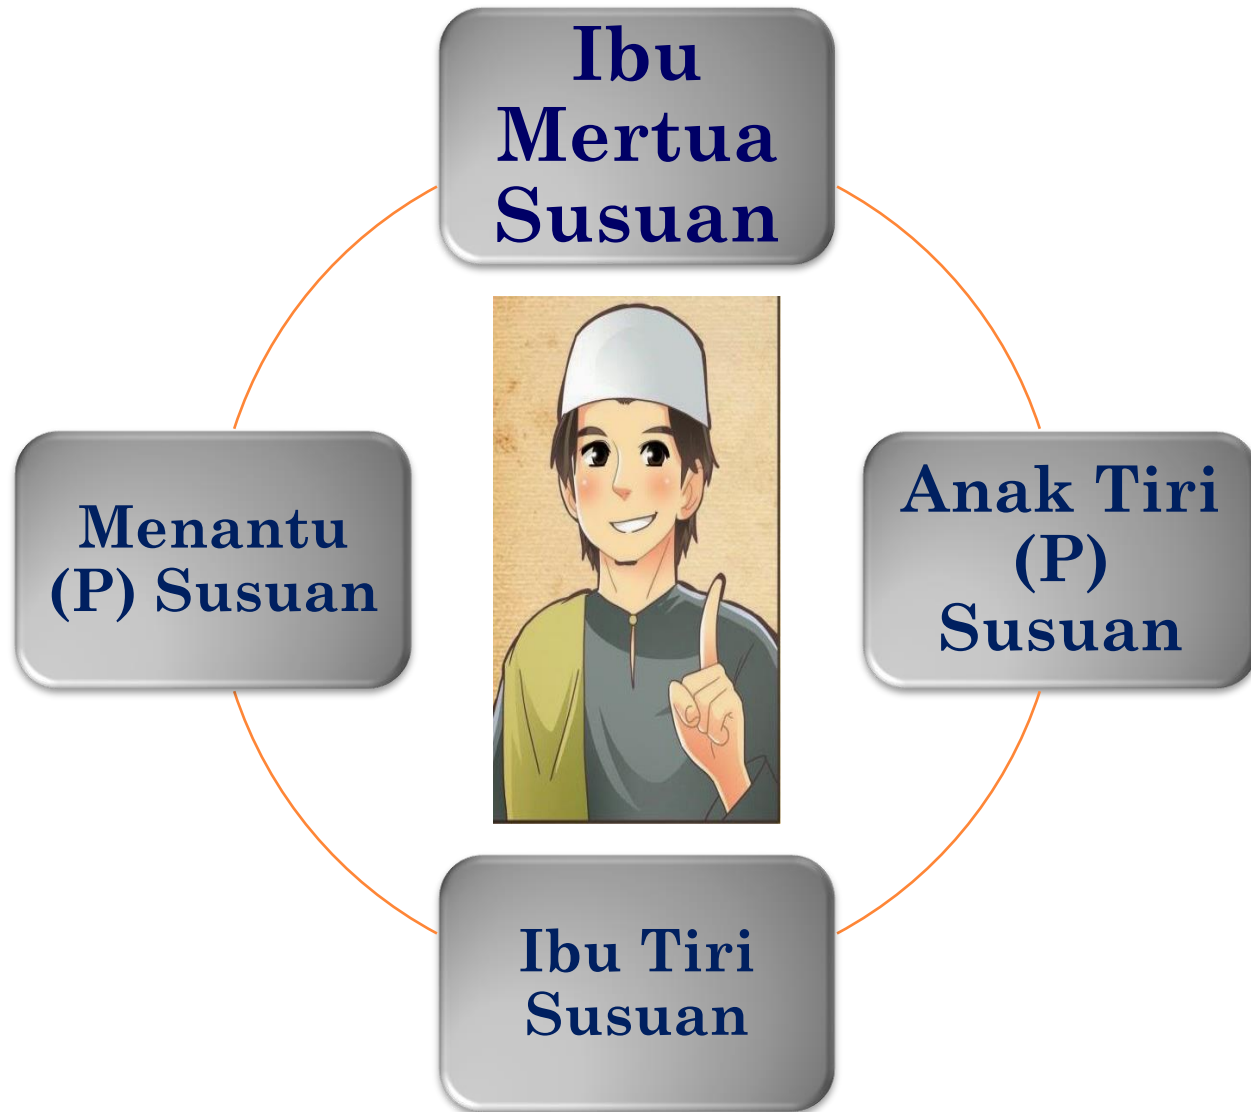 Ibu
Mertua
Susuan
Menantu
(P) Susuan
Anak Tiri
(P)
Susuan
Ibu Tiri
Susuan